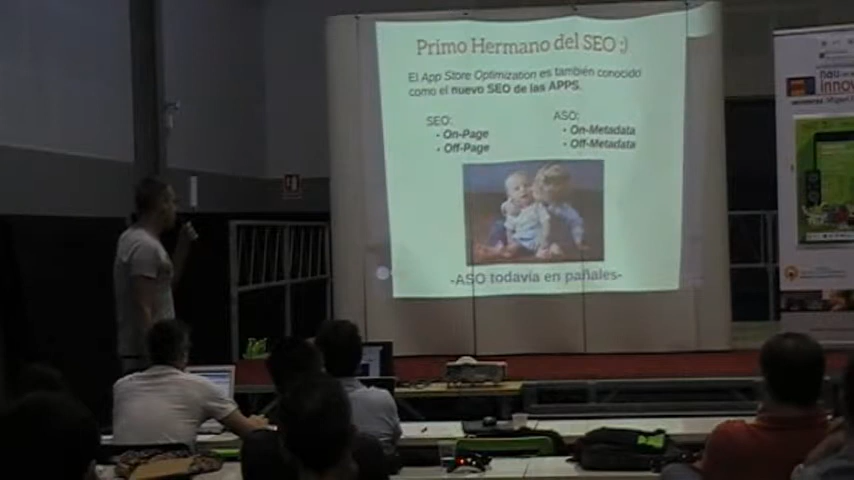 Primo Hermano del SEO ;)
El App Store Optimization es también conocido
como el nuevo SEO de las APPS.
SEO:
• On-Page
• Off-Page
ASO:
• On-Metadata
• Off-Metadata
-ASO todavía en pañales-